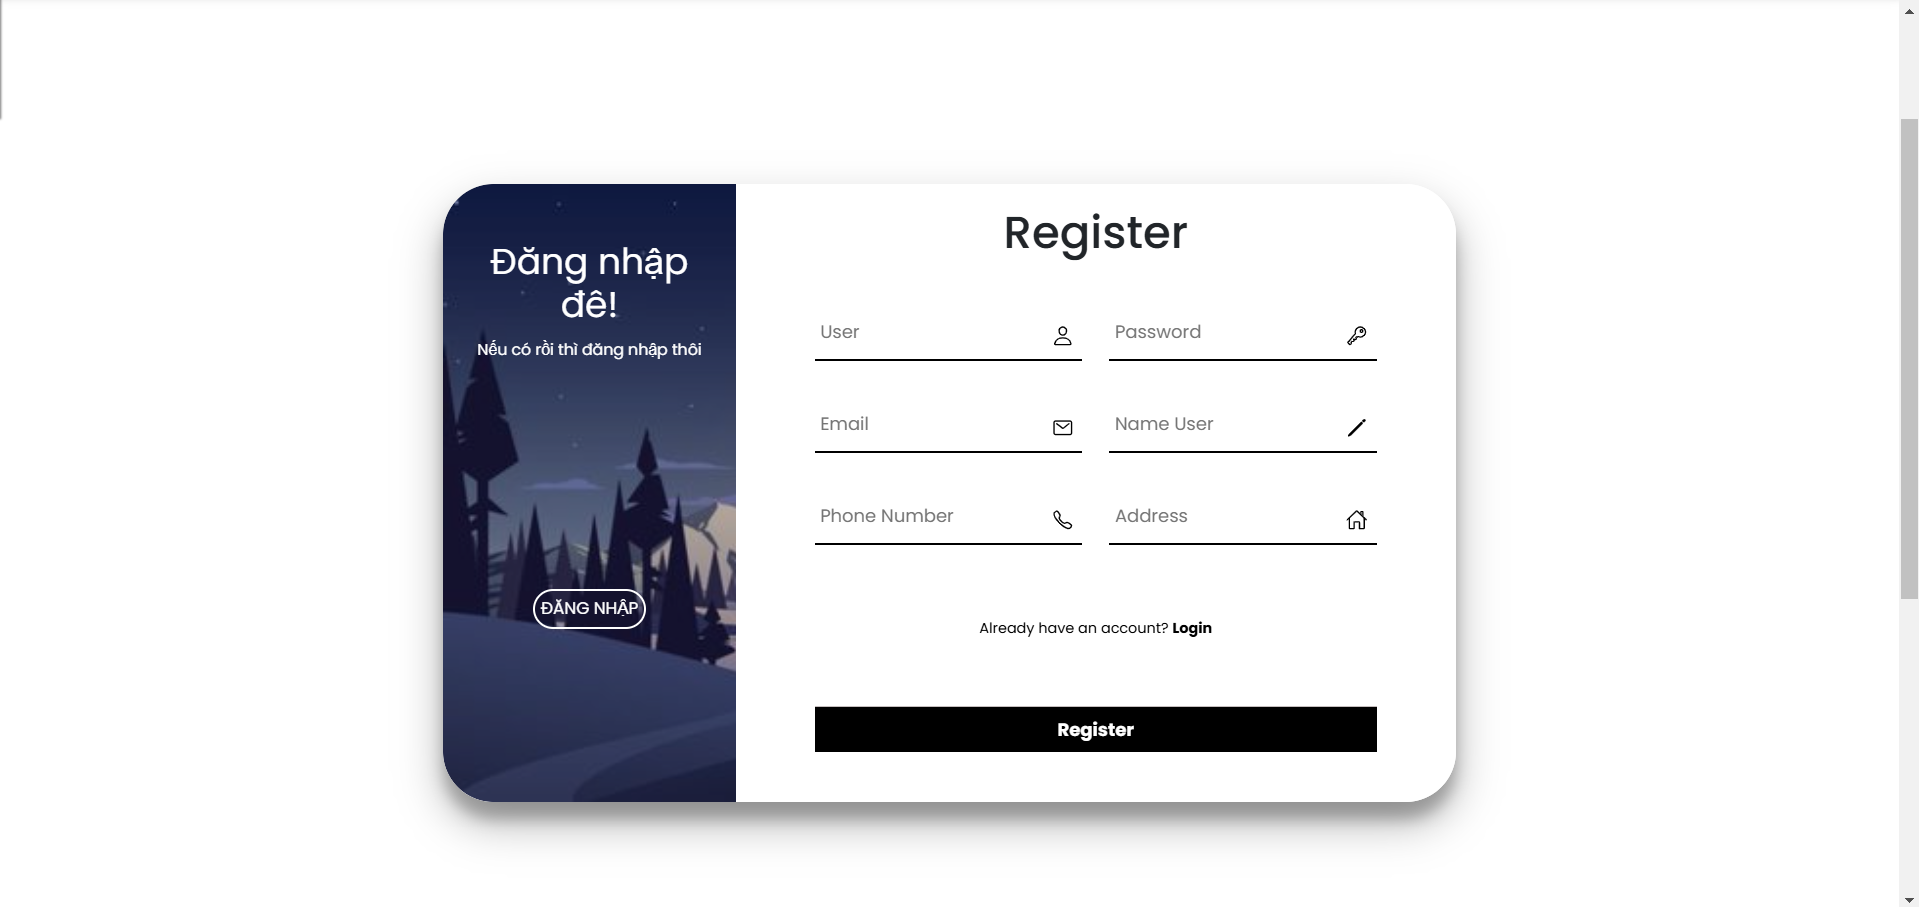 Đăng nhập
đê!
Nếu có rồi thì đăng nhập thôi
ĐĂNG NHẬP
Register
User
Password
Email
Name User
Phone Number
Address
Already have an account? Login
Register